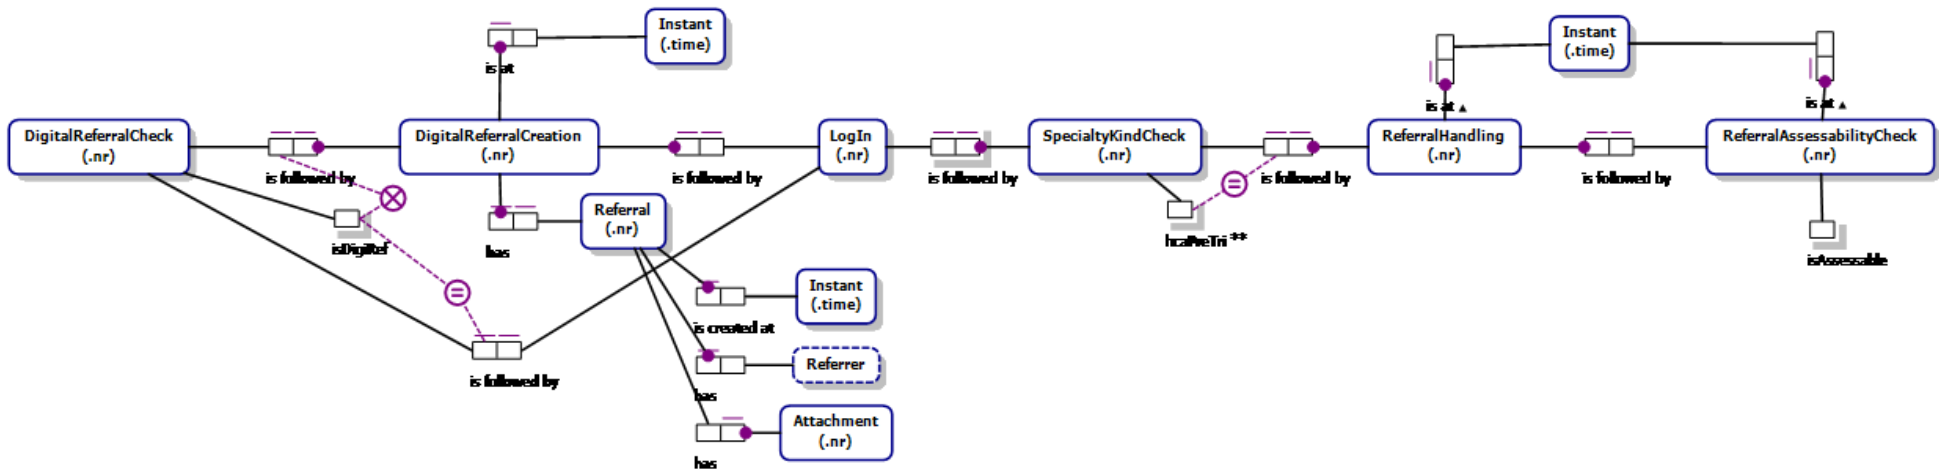 Instant
(.time)
is at
Instant
(.time)
is at ▲
is at ▲
DigitalReferralCheck
(.nr)
is followed by
DigitalReferralCreation
(.nr)
is followed by
LogIn
(.nr)
is followed by
SpecialtyKindCheck
(.nr)
is followed by
ReferralHandling
(.nr)
is followed by
ReferralAssessabilityCheck
(.nr)
isDigiRef
has
Referral
(.nr)
hcaPreTri **
isAssessable
Instant
(.time)
is created at
Referrer
has
is followed by
Attachment
(.nr)
has